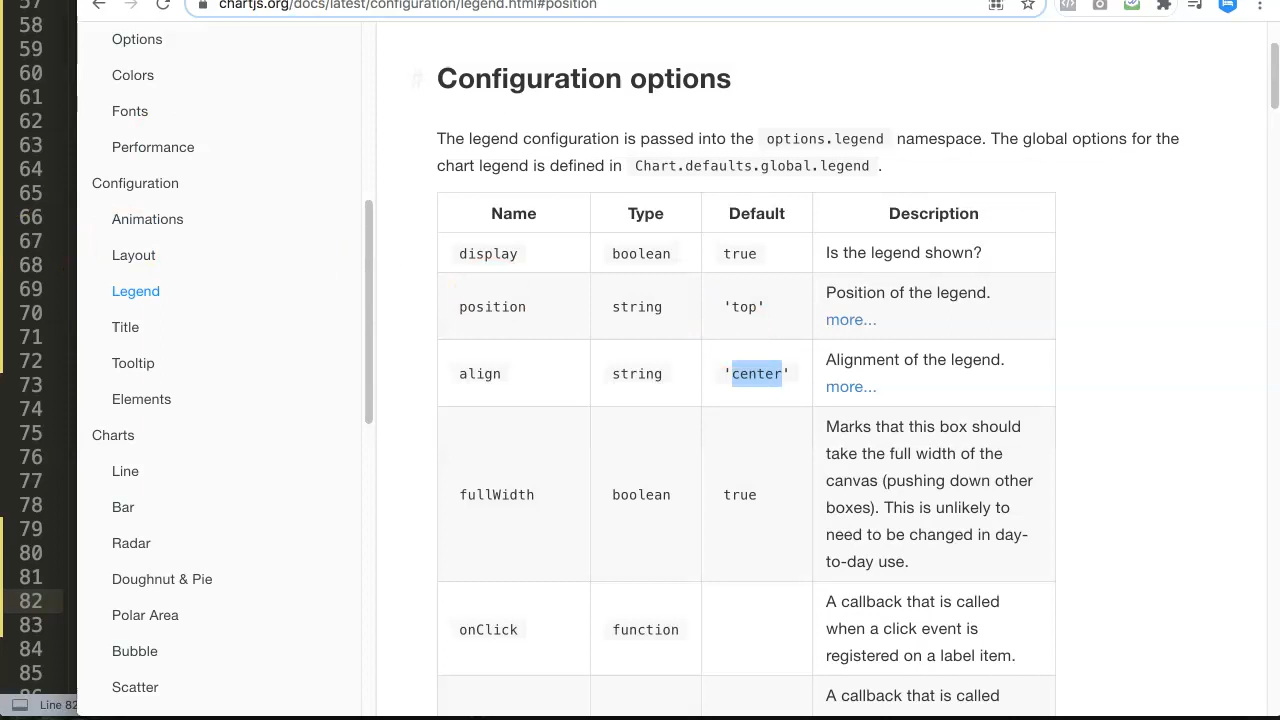 57
58
59
60
61
62
63
64
65
66
67
68
69
70
71
72
73
74
75
76
77
78
79
80
81
82
83
84
85
Line 82
chartjs.org/docs/latest/configuration/legend.html#position
Options
Colors
Fonts
Performance
Configuration
Animations
Layout
Legend
Title
Tooltip
Elements
Charts
Line
Bar
Radar
Doughnut & Pie
Polar Area
Bubble
Scatter
# Configuration options
The legend configuration is passed into the options.legend namespace. The global options for the
chart legend is defined in Chart.defaults.global.legend .
Name Type Default Description
display boolean true Is the legend shown?
position string 'top' Position of the legend.
more...
align string 'center' Alignment of the legend.
more...
fullWidth boolean true Marks that this box should
take the full width of the
canvas (pushing down other
boxes). This is unlikely to
need to be changed in day-
to-day use.
onClick function A callback that is called
when a click event is
registered on a label item.
A callback that is called